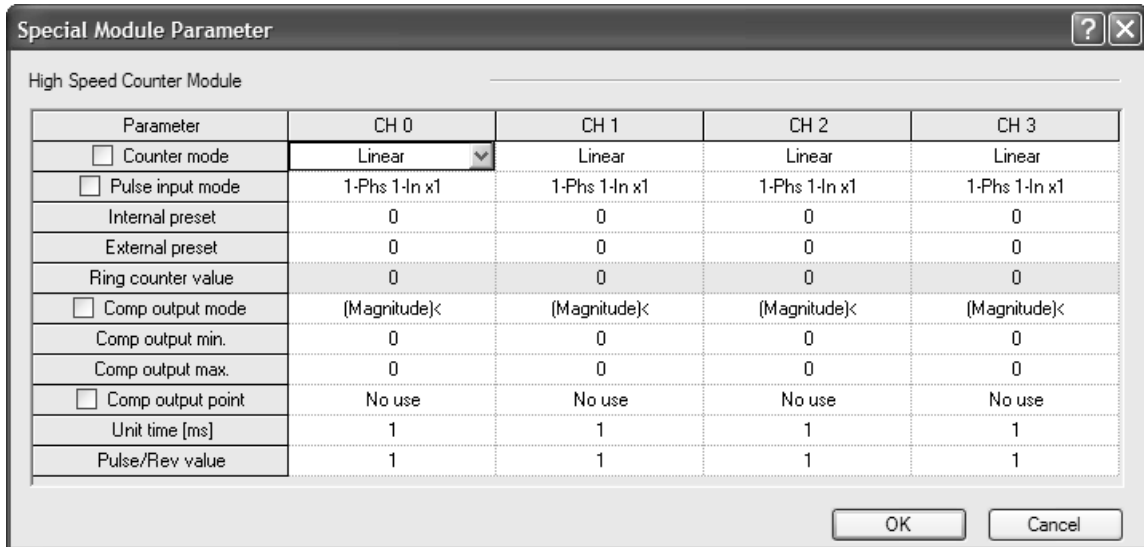 Special Module Parameter
High Speed Counter Module
Parameter CH 0 CH 1 CH 2 CH 3
Counter mode Linear Linear Linear Linear
Pulse input mode 1-Phs 1-In x1 1-Phs 1-In x1 1-Phs 1-In x1 1-Phs 1-In x1
Internal preset 0 0 0 0
External preset 0 0 0 0
Ring counter value 0 0 0 0
Comp output mode (Magnitude)< (Magnitude)< (Magnitude)< (Magnitude)<
Comp output min. 0 0 0 0
Comp output max. 0 0 0 0
Comp output point No use No use No use No use
Unit time [ms] 1 1 1 1
Pulse/Rev value 1 1 1 1
OK Cancel